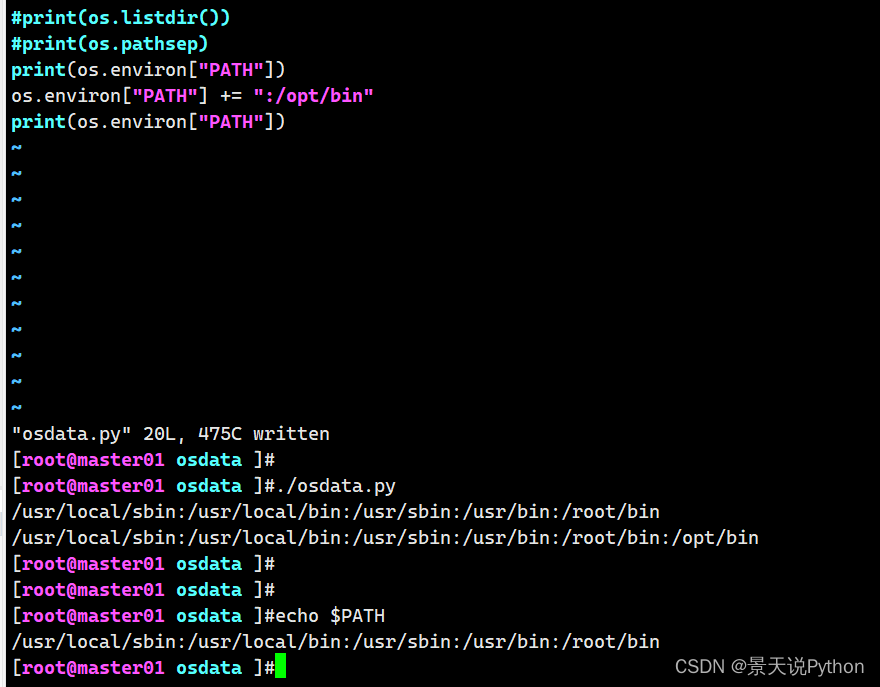 #print(os.listdir())
#print(os.pathsep)
print(os.environ["PATH"])
os.environ["PATH"] += ":/opt/bin"
print(os.environ["PATH"])
~
~
~
~
~
~
~
~
~
~
~
"osdata.py" 20L, 475C written
[root@master01 osdata ]#
[root@master01 osdata ]#./osdata.py
/usr/local/sbin:/usr/local/bin:/usr/sbin:/usr/bin:/root/bin
/usr/local/sbin:/usr/local/bin:/usr/sbin:/usr/bin:/root/bin:/opt/bin
[root@master01 osdata ]#
[root@master01 osdata ]#
[root@master01 osdata ]#echo $PATH
/usr/local/sbin:/usr/local/bin:/usr/sbin:/usr/bin:/root/bin
[root@master01 osdata ]#
CSDN @景天说Python